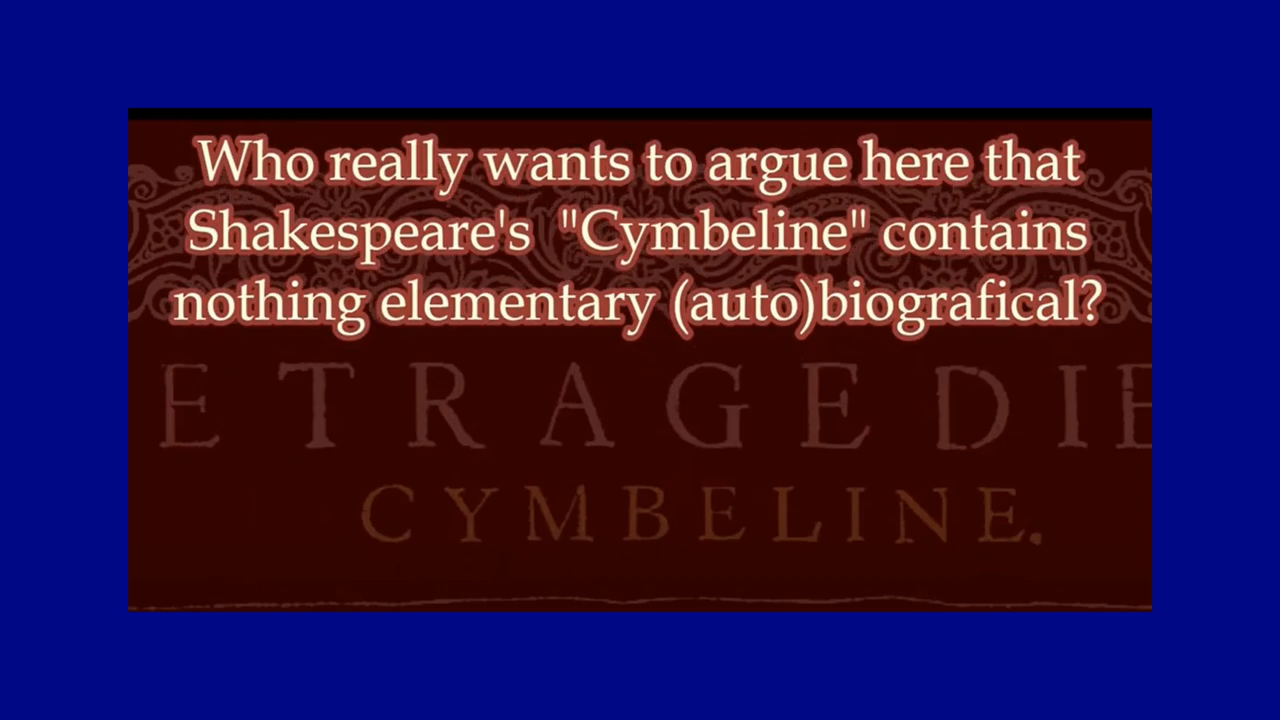 Who really wants to argue here that
Shakespeare's "Cymbeline" contains
nothing elementary (auto)biografical?
E TRAGEDIE
CYMBELINE.